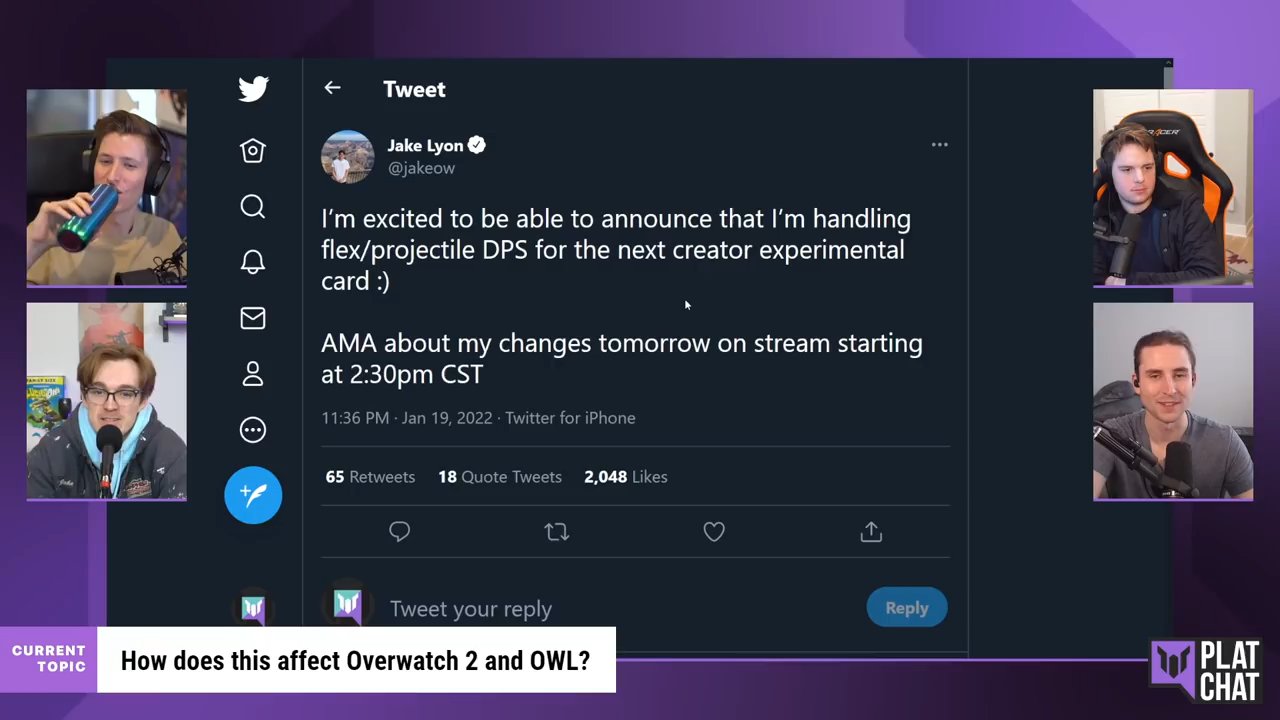 Tweet
Jake Lyon
@jakeow
I'm excited to be able to announce that I'm handling
flex/projectile DPS for the next creator experimental
card :)
AMA about my changes tomorrow on stream starting
at 2:30pm CST
11:36 PM · Jan 19, 2022 · Twitter for iPhone
65 Retweets 18 Quote Tweets 2,048 Likes
Tweet your reply
Reply
CURRENT
TOPIC
How does this affect Overwatch 2 and OWL?
PLAT
CHAT